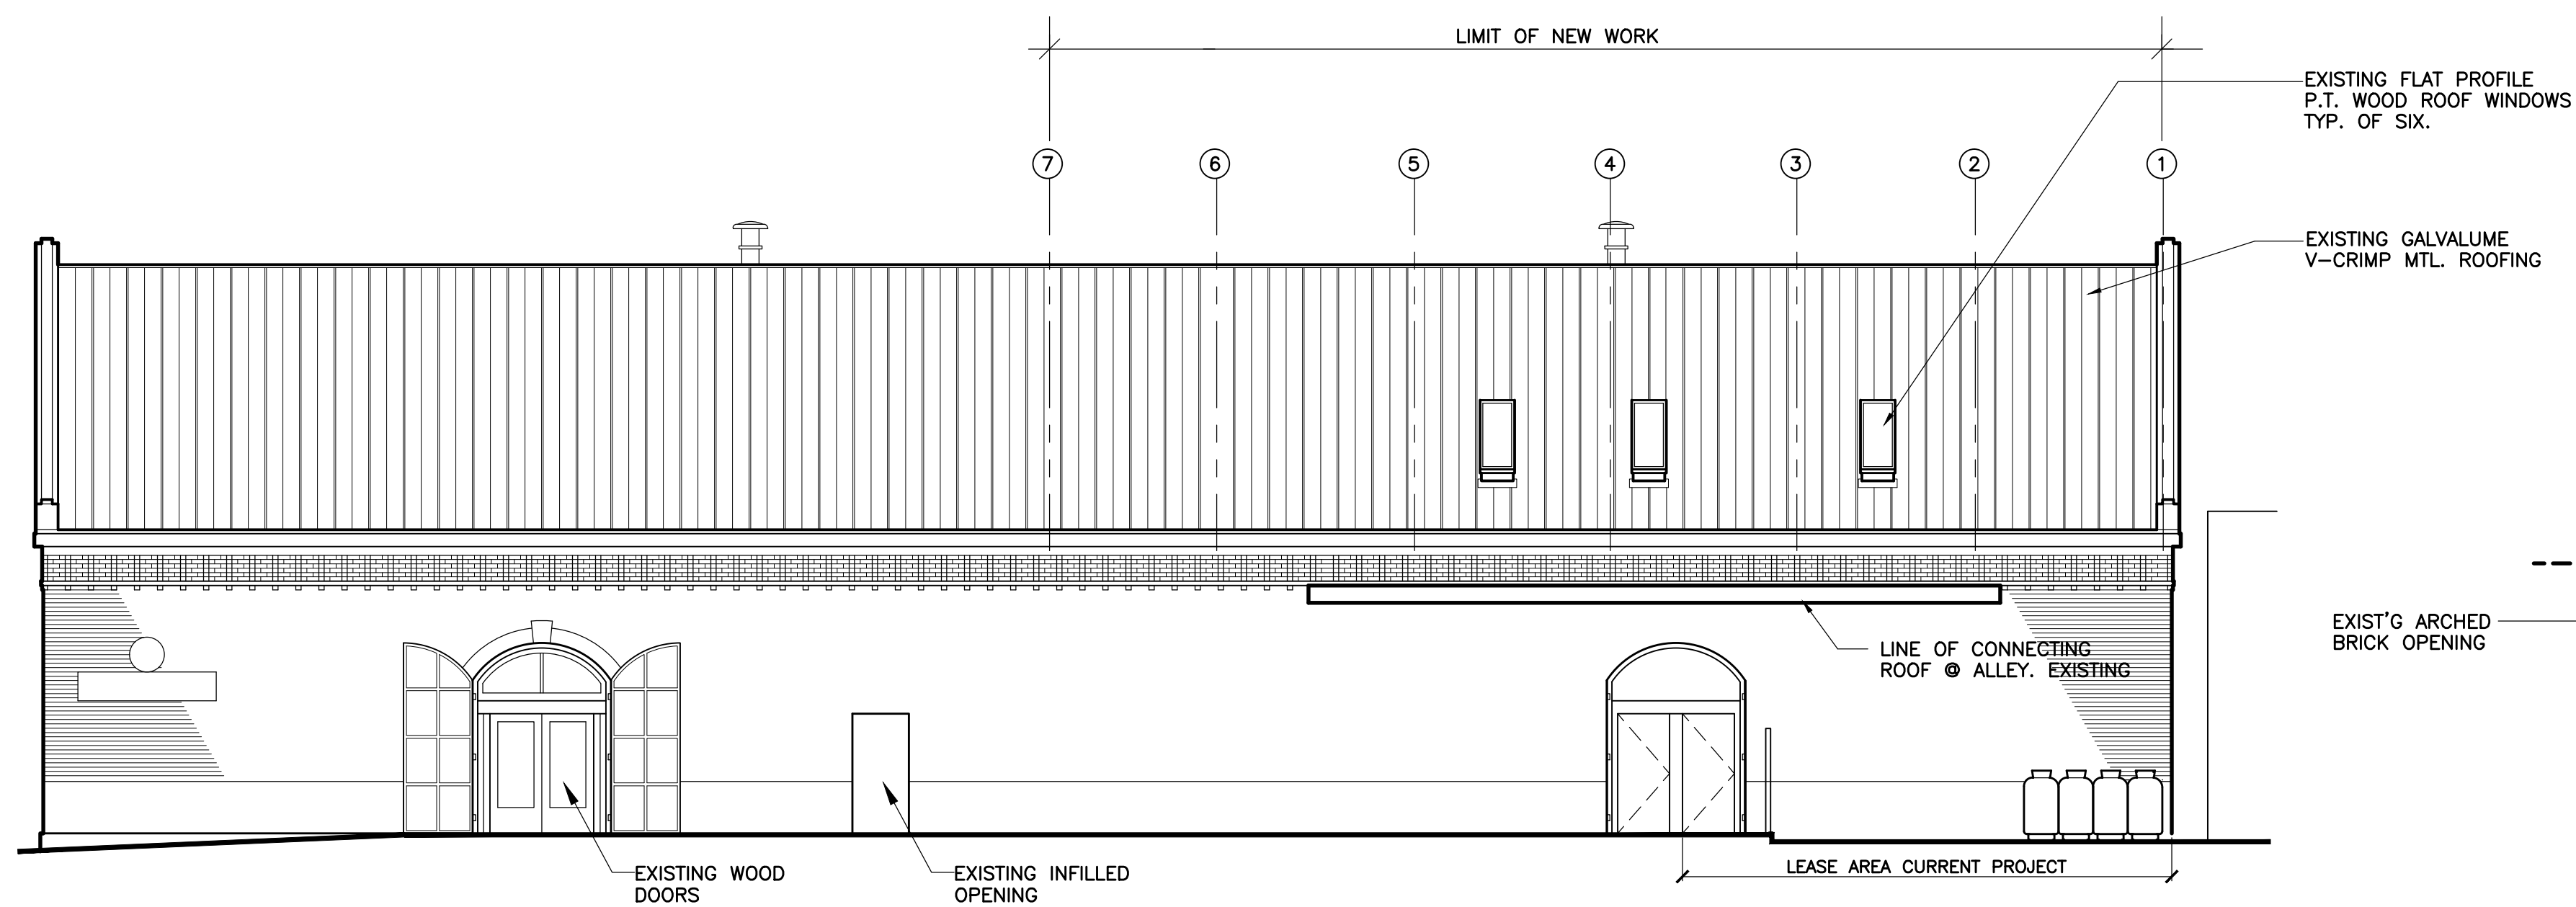 LIMIT OF NEW WORK
EXISTING FLAT PROFILE
P.T. WOOD ROOF WINDOWS
TYP. OF SIX.
7
6
5
4
3
2
1
EXISTING GALVALUME
V-CRIMP MTL. ROOFING
EXIST'G ARCHED
BRICK OPENING
LINE OF CONNECTING
ROOF @ ALLEY. EXISTING
EXISTING WOOD
DOORS
EXISTING INFILLED
OPENING
LEASE AREA CURRENT PROJECT